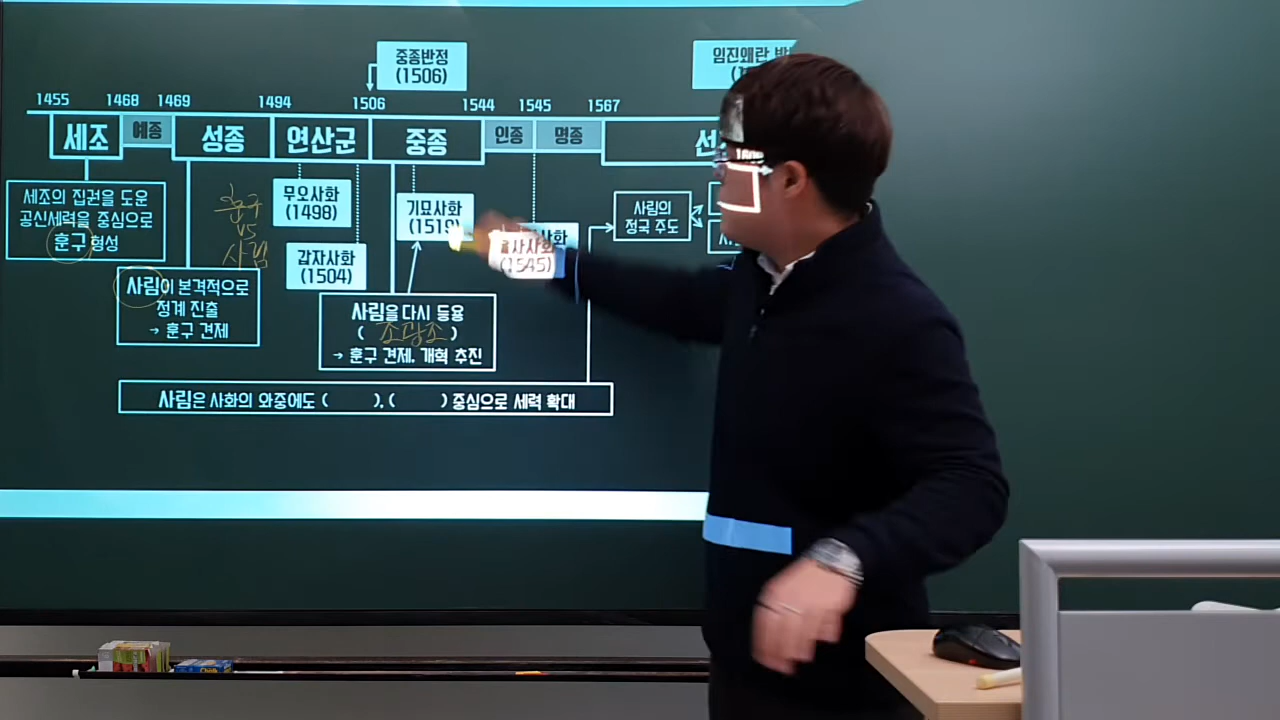 중종반정
(1506)
임진왜란
1455 1468 1469 1494 1506 1544 1545 1567
세조 예종 성종 연산군 중종 인종 명종 선
세조의 집권을 도운
공신세력을 중심으로
훈구 형성
훈구
vs
사림
무오사화
(1498)
기묘사화
(1519)
사림의
정국 주도
갑자사화
(1504)
을사사화
(1545)
사림이 본격적으로
정계 진출
→ 훈구 견제
사림을 다시 등용
( 조광조 )
→ 훈구 견제, 개혁 추진
사림은 사화의 와중에도 ( ), ( ) 중심으로 세력 확대